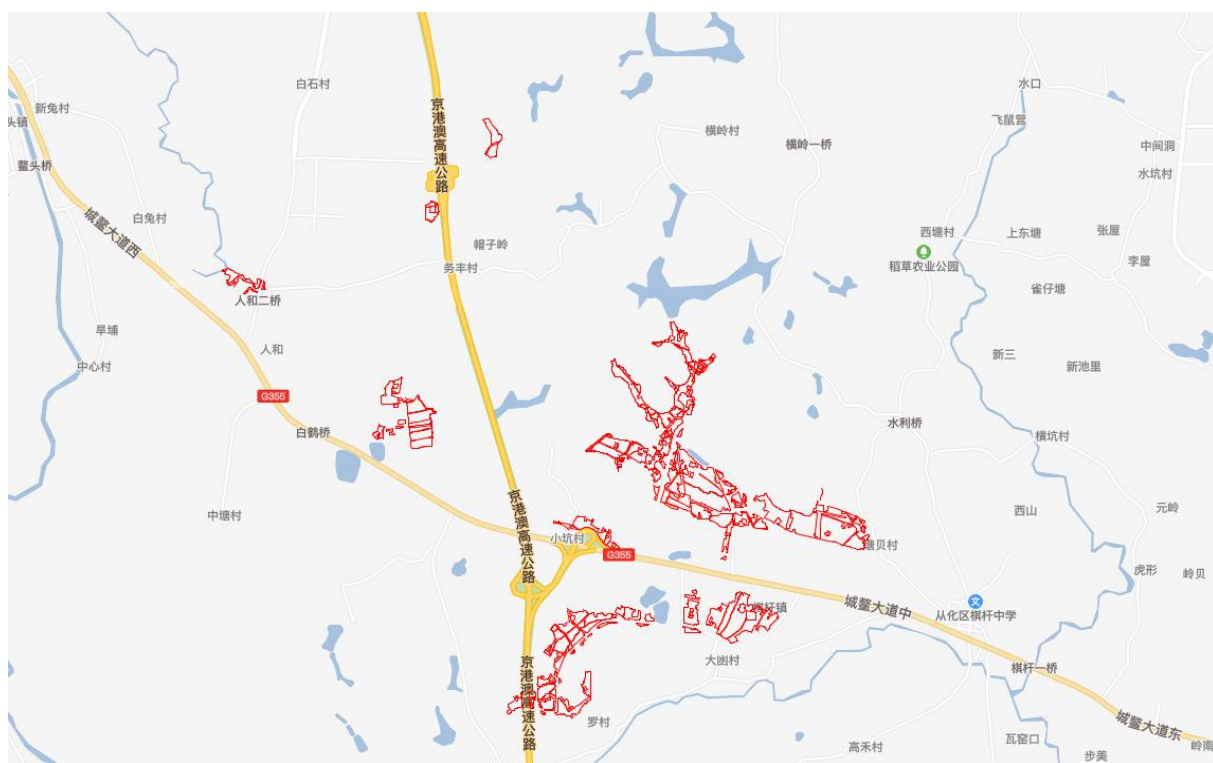 水口
白石村
新兔村
京港澳高速公路
头镇
飞鼠营
横岭村
横岭一桥
中间洞
鳌头桥
水坑村
城鳌大道西
白兔村
西塘村
上东塘
张屋
帽子岭
务丰村
稻草农业公园
李屋
人和二桥
雀仔塘
旱埔
人和
新三
中心村
新池里
G355
白鹤桥
水利桥
横坑村
中塘村
京港澳高速公路
西山
元岭
小坑村
G355
塘贝村
虎形
岭贝
棋杆镇
城鳌大道中
从化区棋杆中学
大凼村
京港澳高速公路
棋杆一桥
罗村
城鳌大道东
高禾村
瓦窑口
步美
岭南